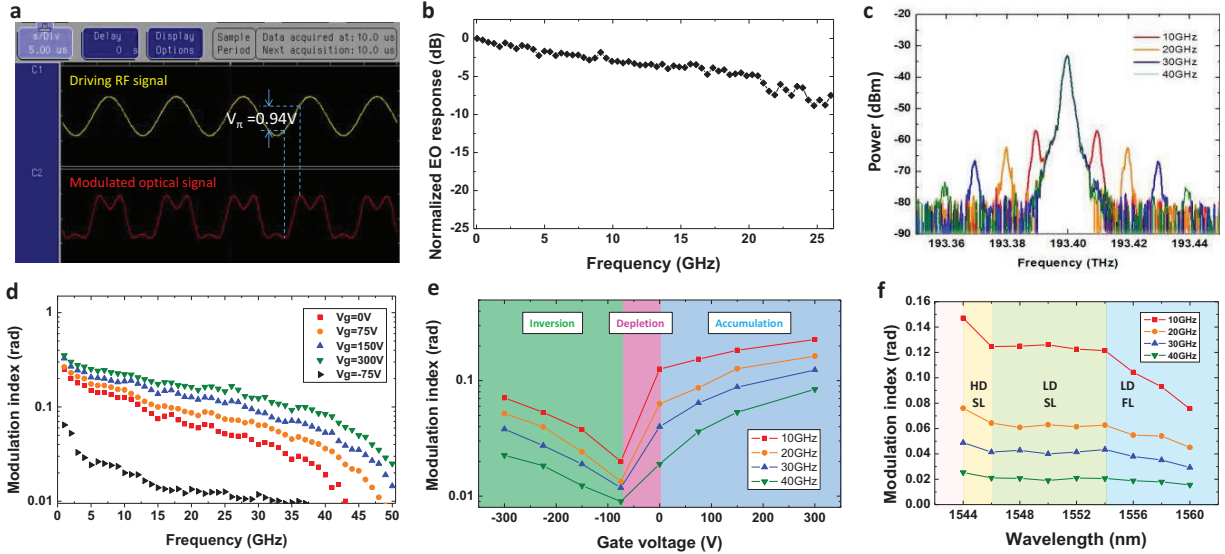 a
s/Div
5.00 us
Delay
0 s
Display
Options
Sample
Period
Data acquired at:10.0 us
Next acquisition:10.0 us
C1
Driving RF signal
Vπ =0.94V
C2
Modulated optical signal
b
Normalized EO response (dB)
5
0
-5
-10
-15
-20
-25
0 5 10 15 20 25
Frequency (GHz)
c
Power (dBm)
-20
-30
-40
-50
-60
-70
-80
-90
10GHz
20GHz
30GHz
40GHz
193.36 193.38 193.40 193.42 193.44
Frequency (THz)
d
Modulation index (rad)
1
0.1
0.01
Vg=0V
Vg=75V
Vg=150V
Vg=300V
Vg=-75V
0 5 10 15 20 25 30 35 40 45 50
Frequency (GHz)
e
Modulation index (rad)
0.1
0.01
Inversion
Depletion
Accumulation
10GHz
20GHz
30GHz
40GHz
-300 -200 -100 0 100 200 300
Gate voltage (V)
f
Modulation index (rad)
0.16
0.14
0.12
0.10
0.08
0.06
0.04
0.02
0.00
10GHz
20GHz
30GHz
40GHz
HD
SL
LD
SL
LD
FL
1544 1548 1552 1556 1560
Wavelength (nm)